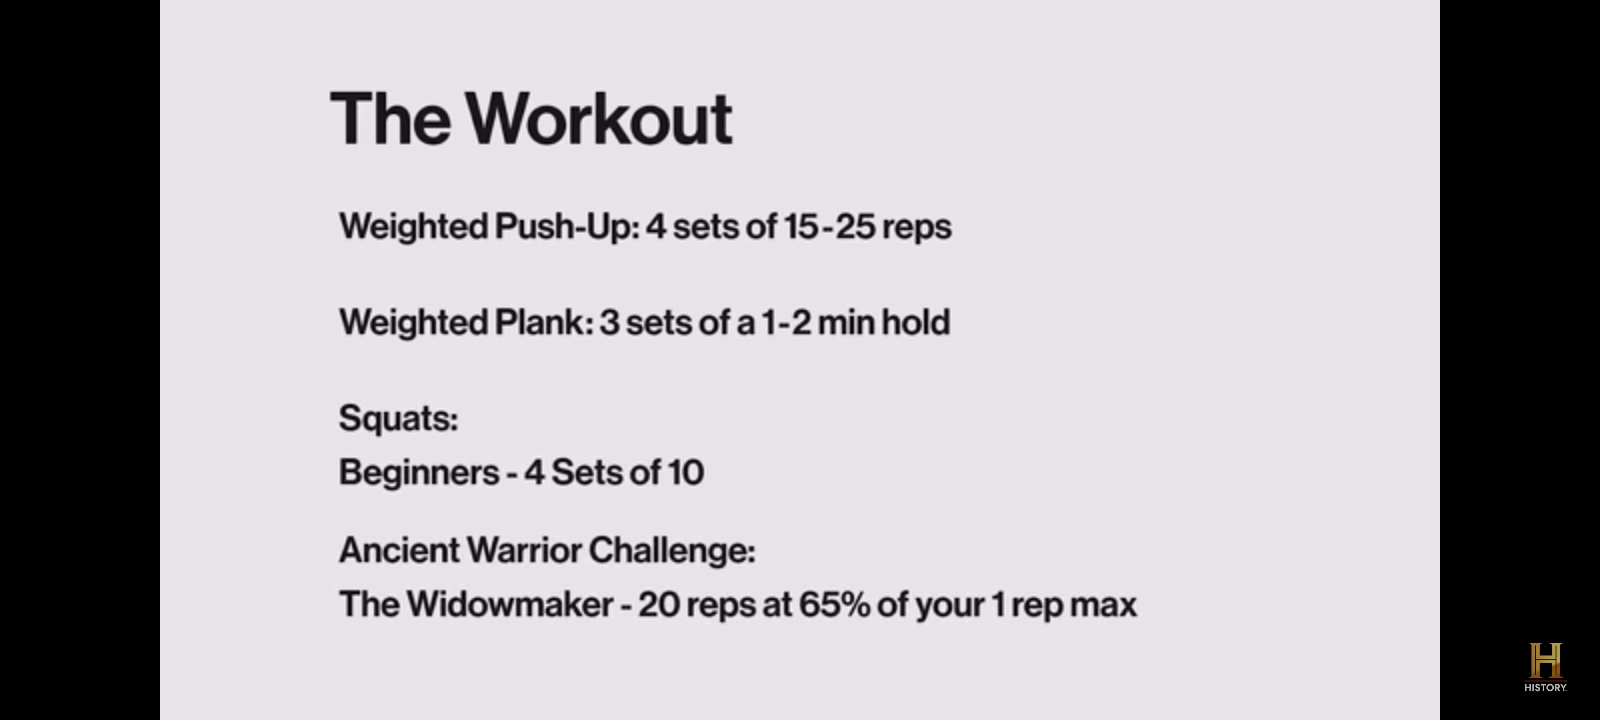 The Workout
Weighted Push-Up: 4 sets of 15-25 reps
Weighted Plank: 3 sets of a 1-2 min hold
Squats:
Beginners - 4 Sets of 10
Ancient Warrior Challenge:
The Widowmaker - 20 reps at 65% of your 1 rep max
H
HISTORY.